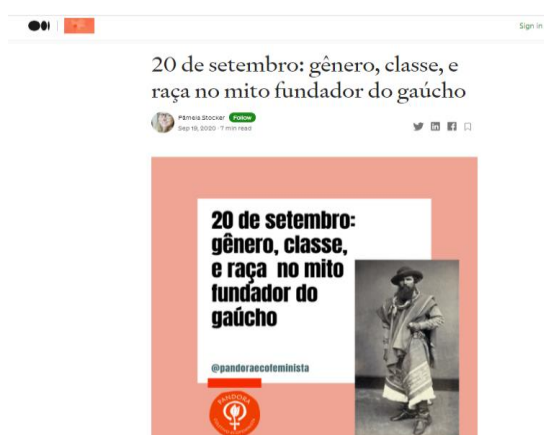 Sign in
20 de setembro: gênero, classe, e
raça no mito fundador do gaúcho
Pâmela Stocker Follow
Sep 19, 2020 · 7 min read
20 de setembro:
gênero, classe,
e raça no mito
fundador do
gaúcho
@pandoraecofeminista
PANDORA